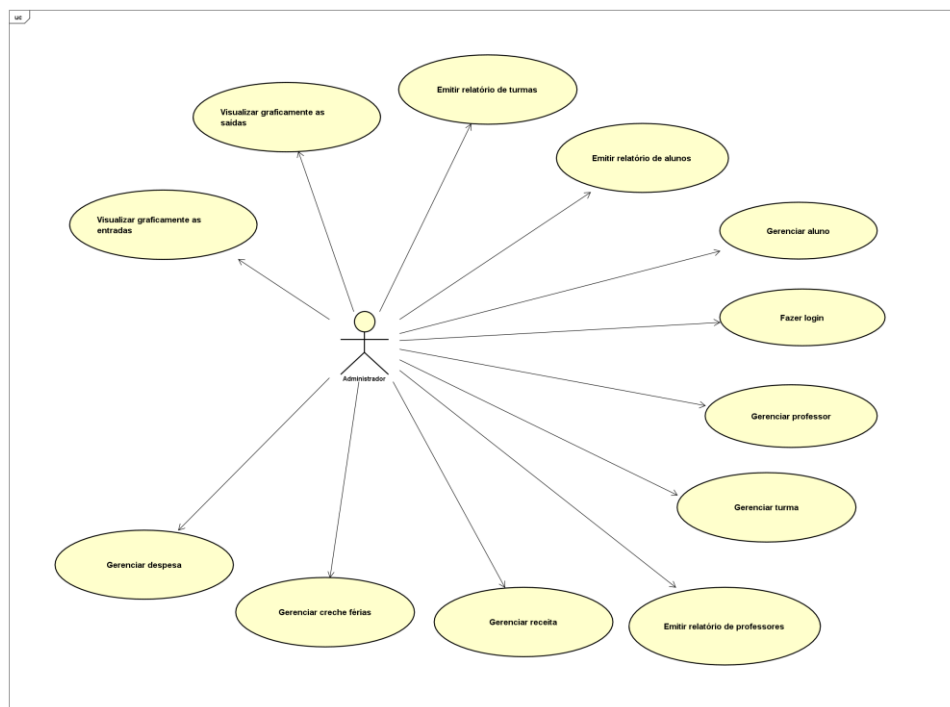 uc
Emitir relatório de turmas
Visualizar graficamente as
saídas
Emitir relatório de alunos
Visualizar graficamente as
entradas
Gerenciar aluno
Fazer login
Administrador
Gerenciar professor
Gerenciar turma
Gerenciar despesa
Gerenciar creche férias
Gerenciar receita
Emitir relatório de professores